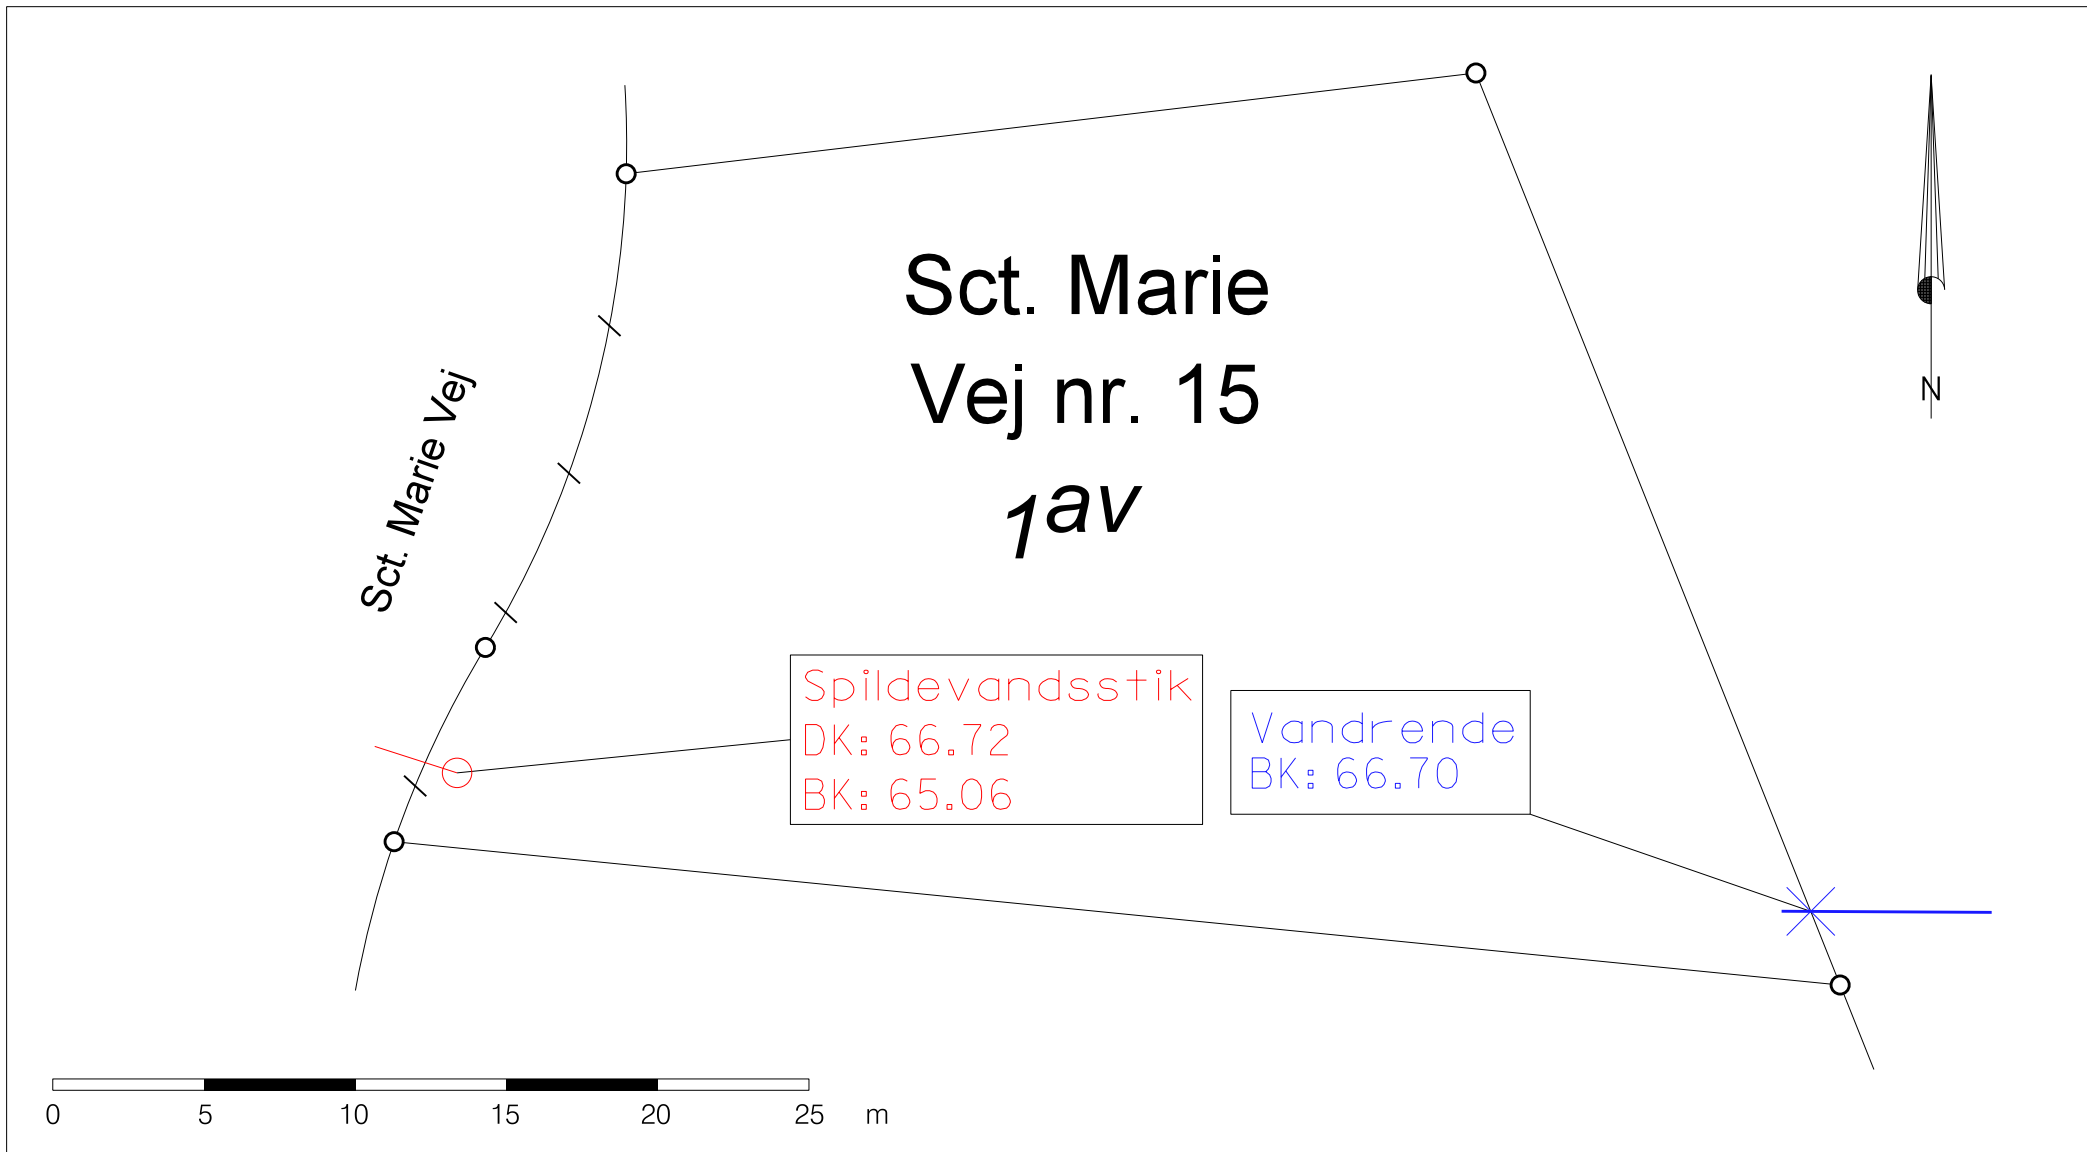 Sct. Marie
Vej nr. 15
1av
N
Sct. Marie Vej
Spildevandsstik
DK: 66.72
BK: 65.06
Vandrende
BK: 66.70
0 5 10 15 20 25 m